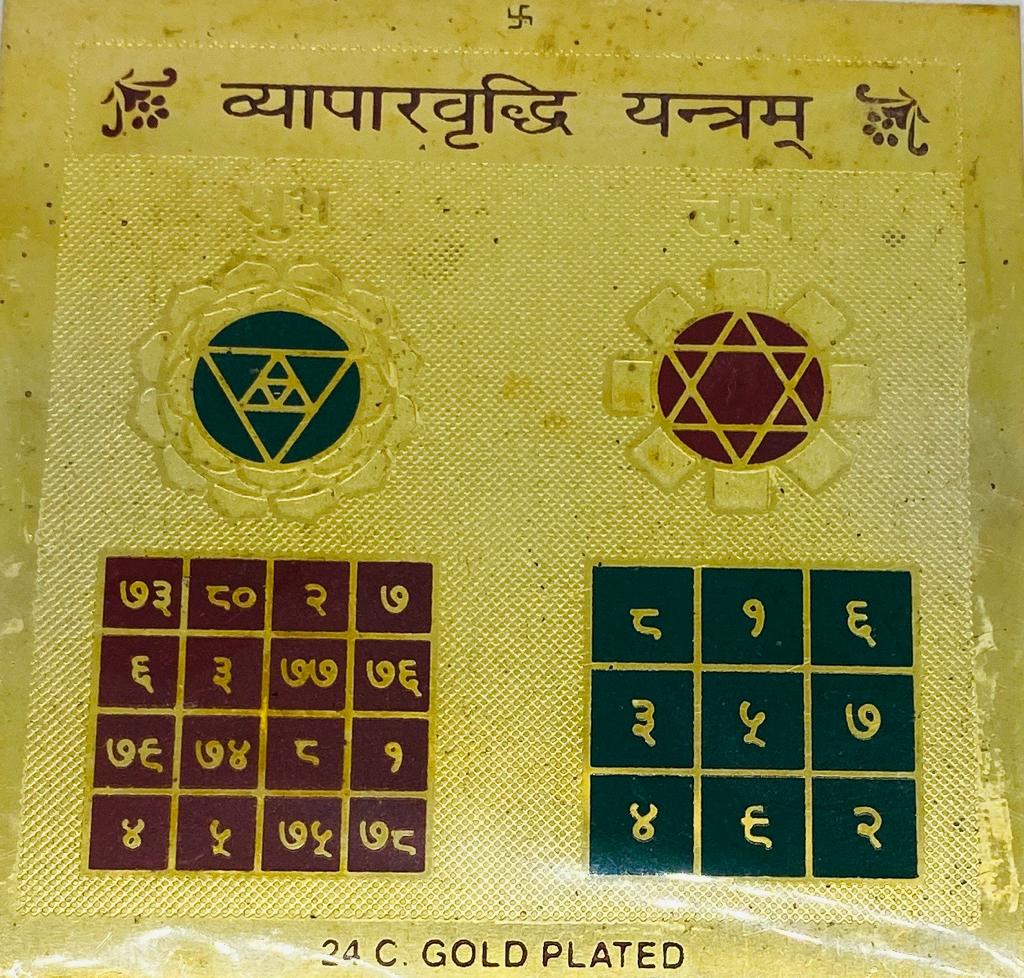 卐
व्यापारवृद्धि यन्त्रम्
शुभ लाभ
७३ ८० २ ७
६ ३ ७७ ७६
७९ ७४ ८ १
४ ५ ७५ ७८
८ १ ६
३ ५ ७
४ ९ २
24 C. GOLD PLATED